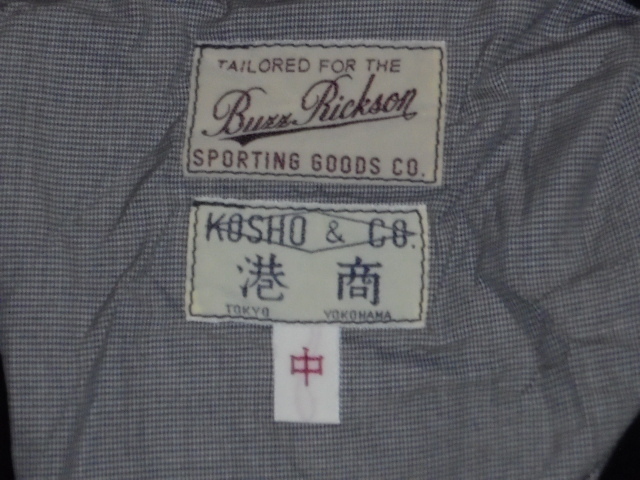 TAILORED FOR THE
Buzz Rickson
SPORTING GOODS CO.
KOSHO & CO.
港 商
TOKYO YOKOHAMA
中